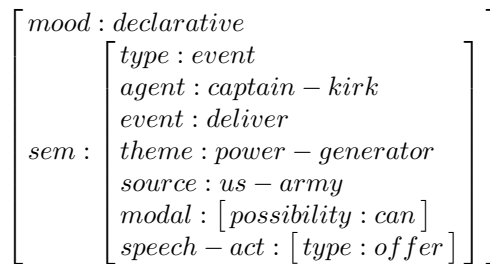 mood : declarative
type : event
agent : captain − kirk
event : deliver
sem : theme : power − generator
source : us − army
modal : [ possibility : can ]
speech − act : [ type : offer ]